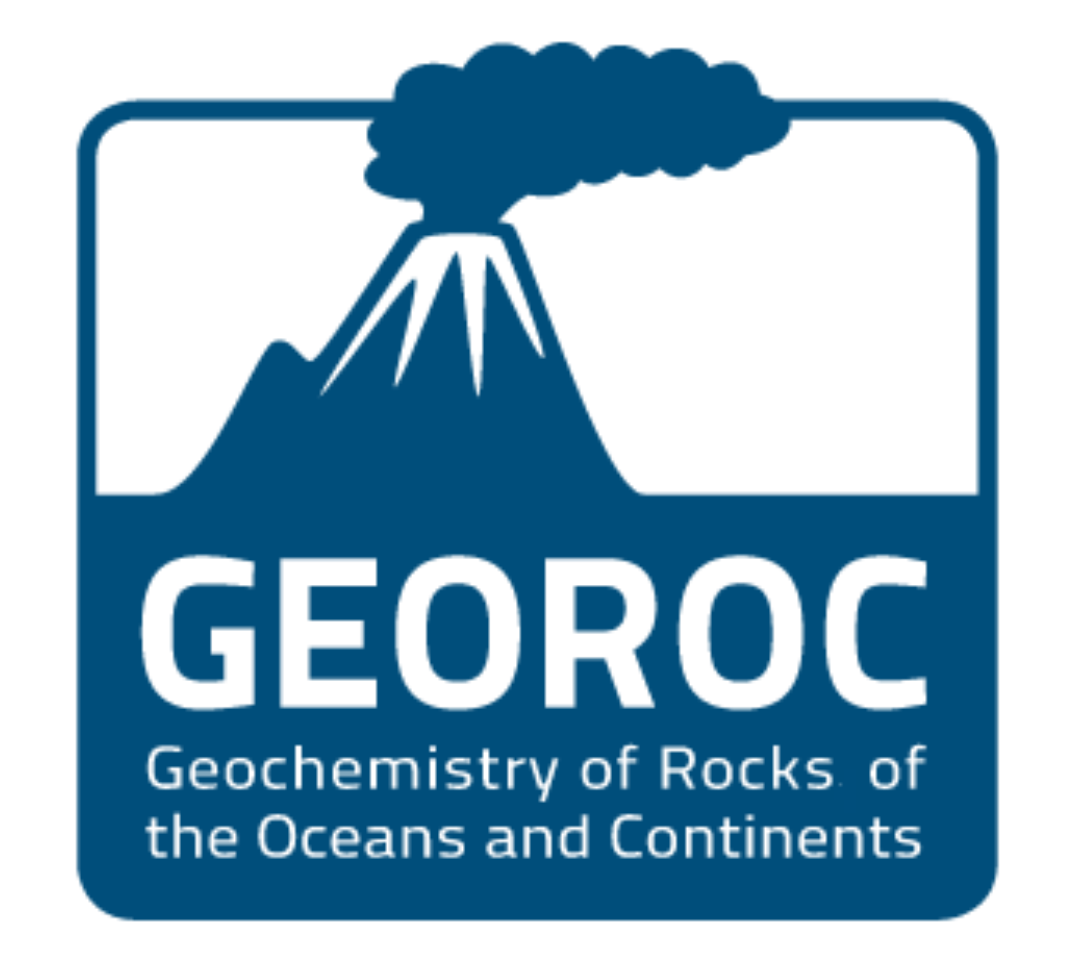 GEOROC
Geochemistry of Rocks of
the Oceans and Continents